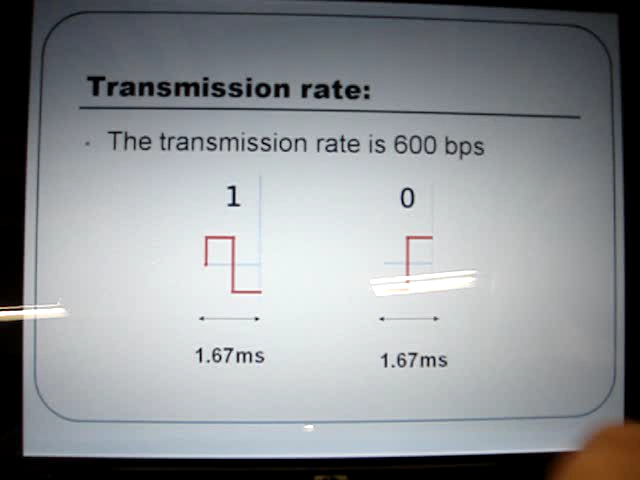 Transmission rate:
· The transmission rate is 600 bps
1 0
1.67ms 1.67ms